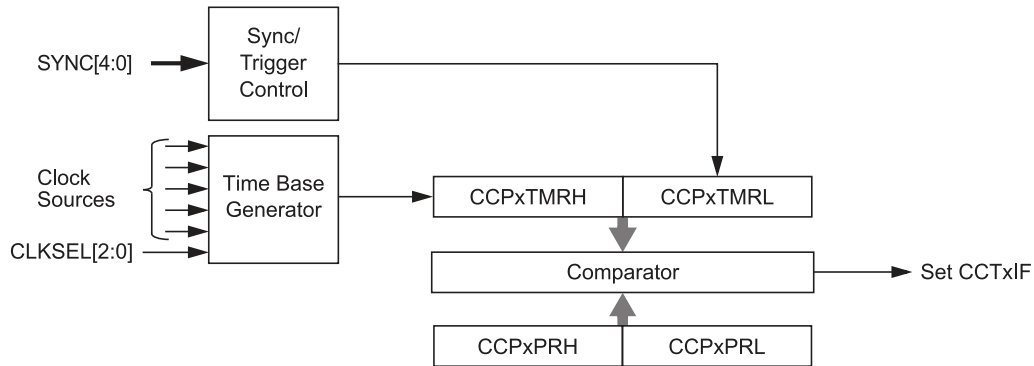 SYNC[4:0]
Sync/
Trigger
Control
Clock
Sources
CLKSEL[2:0]
Time Base
Generator
CCPxTMRH
CCPxTMRL
Comparator
Set CCTxIF
CCPxPRH
CCPxPRL